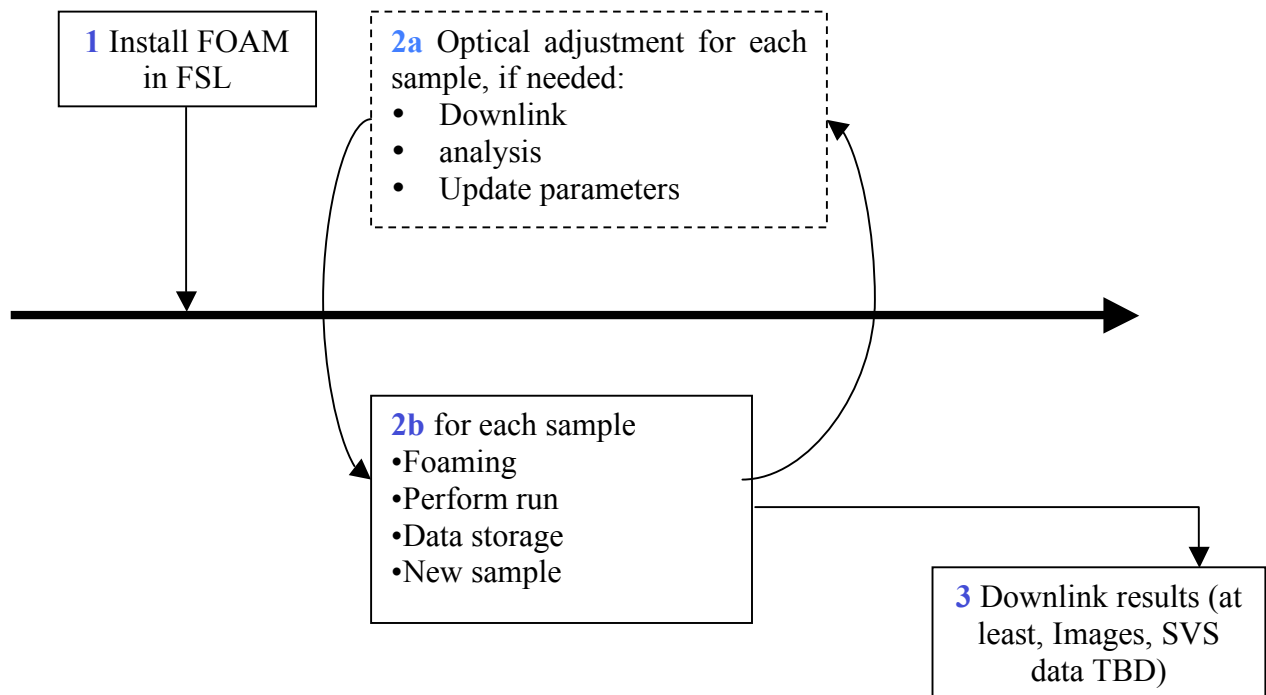 1 Install FOAM
in FSL
2a Optical adjustment for each
sample, if needed:
• Downlink
• analysis
• Update parameters
2b for each sample
•Foaming
•Perform run
•Data storage
•New sample
3 Downlink results (at
least, Images, SVS
data TBD)